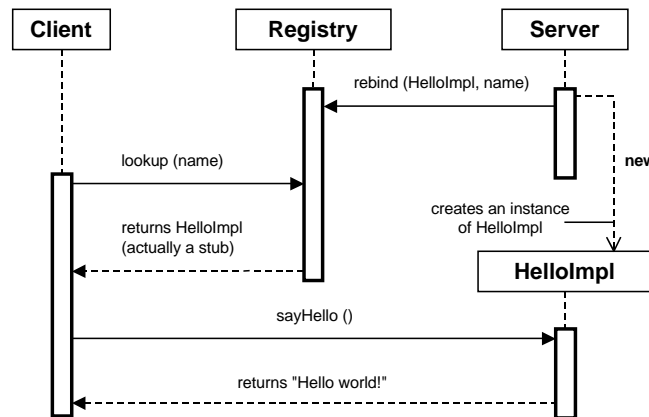 Client
Registry
Server
rebind (HelloImpl, name)
lookup (name)
new
creates an instance
of HelloImpl
returns HelloImpl
(actually a stub)
HelloImpl
sayHello ()
returns "Hello world!"